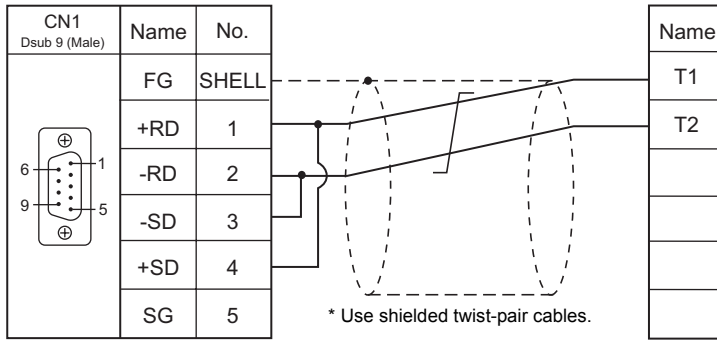 CN1
Dsub 9 (Male)
Name
No.
Name
FG
SHELL
T1
+RD
1
T2
6
1
-RD
2
9
5
-SD
3
+SD
4
SG
5
* Use shielded twist-pair cables.